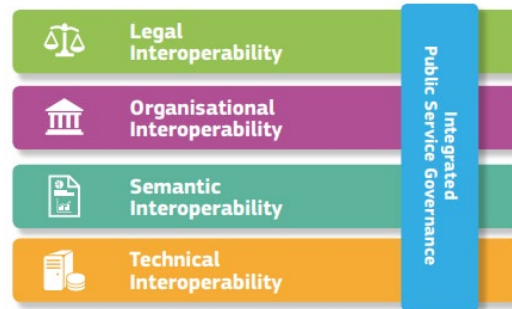 Legal
Interoperability
Organisational
Interoperability
Semantic
Interoperability
Technical
Interoperability
Integrated
Public Service Governance